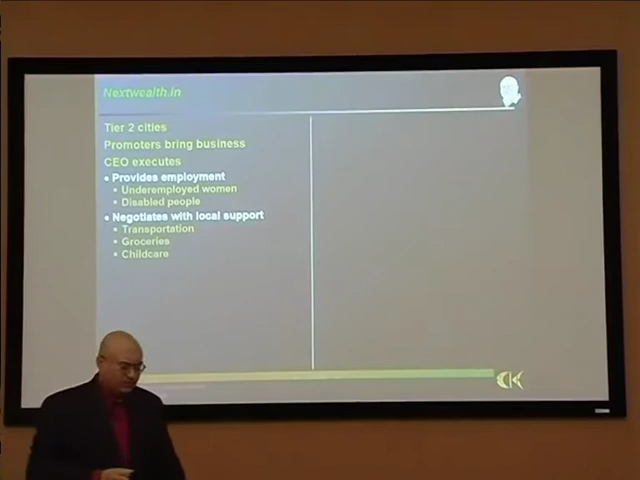 Nextwealth.in
Tier 2 cities
Promoters bring business
CEO executes
• Provides employment
• Underemployed women
• Disabled people
• Negotiates with local support
• Transportation
• Groceries
• Childcare
CK